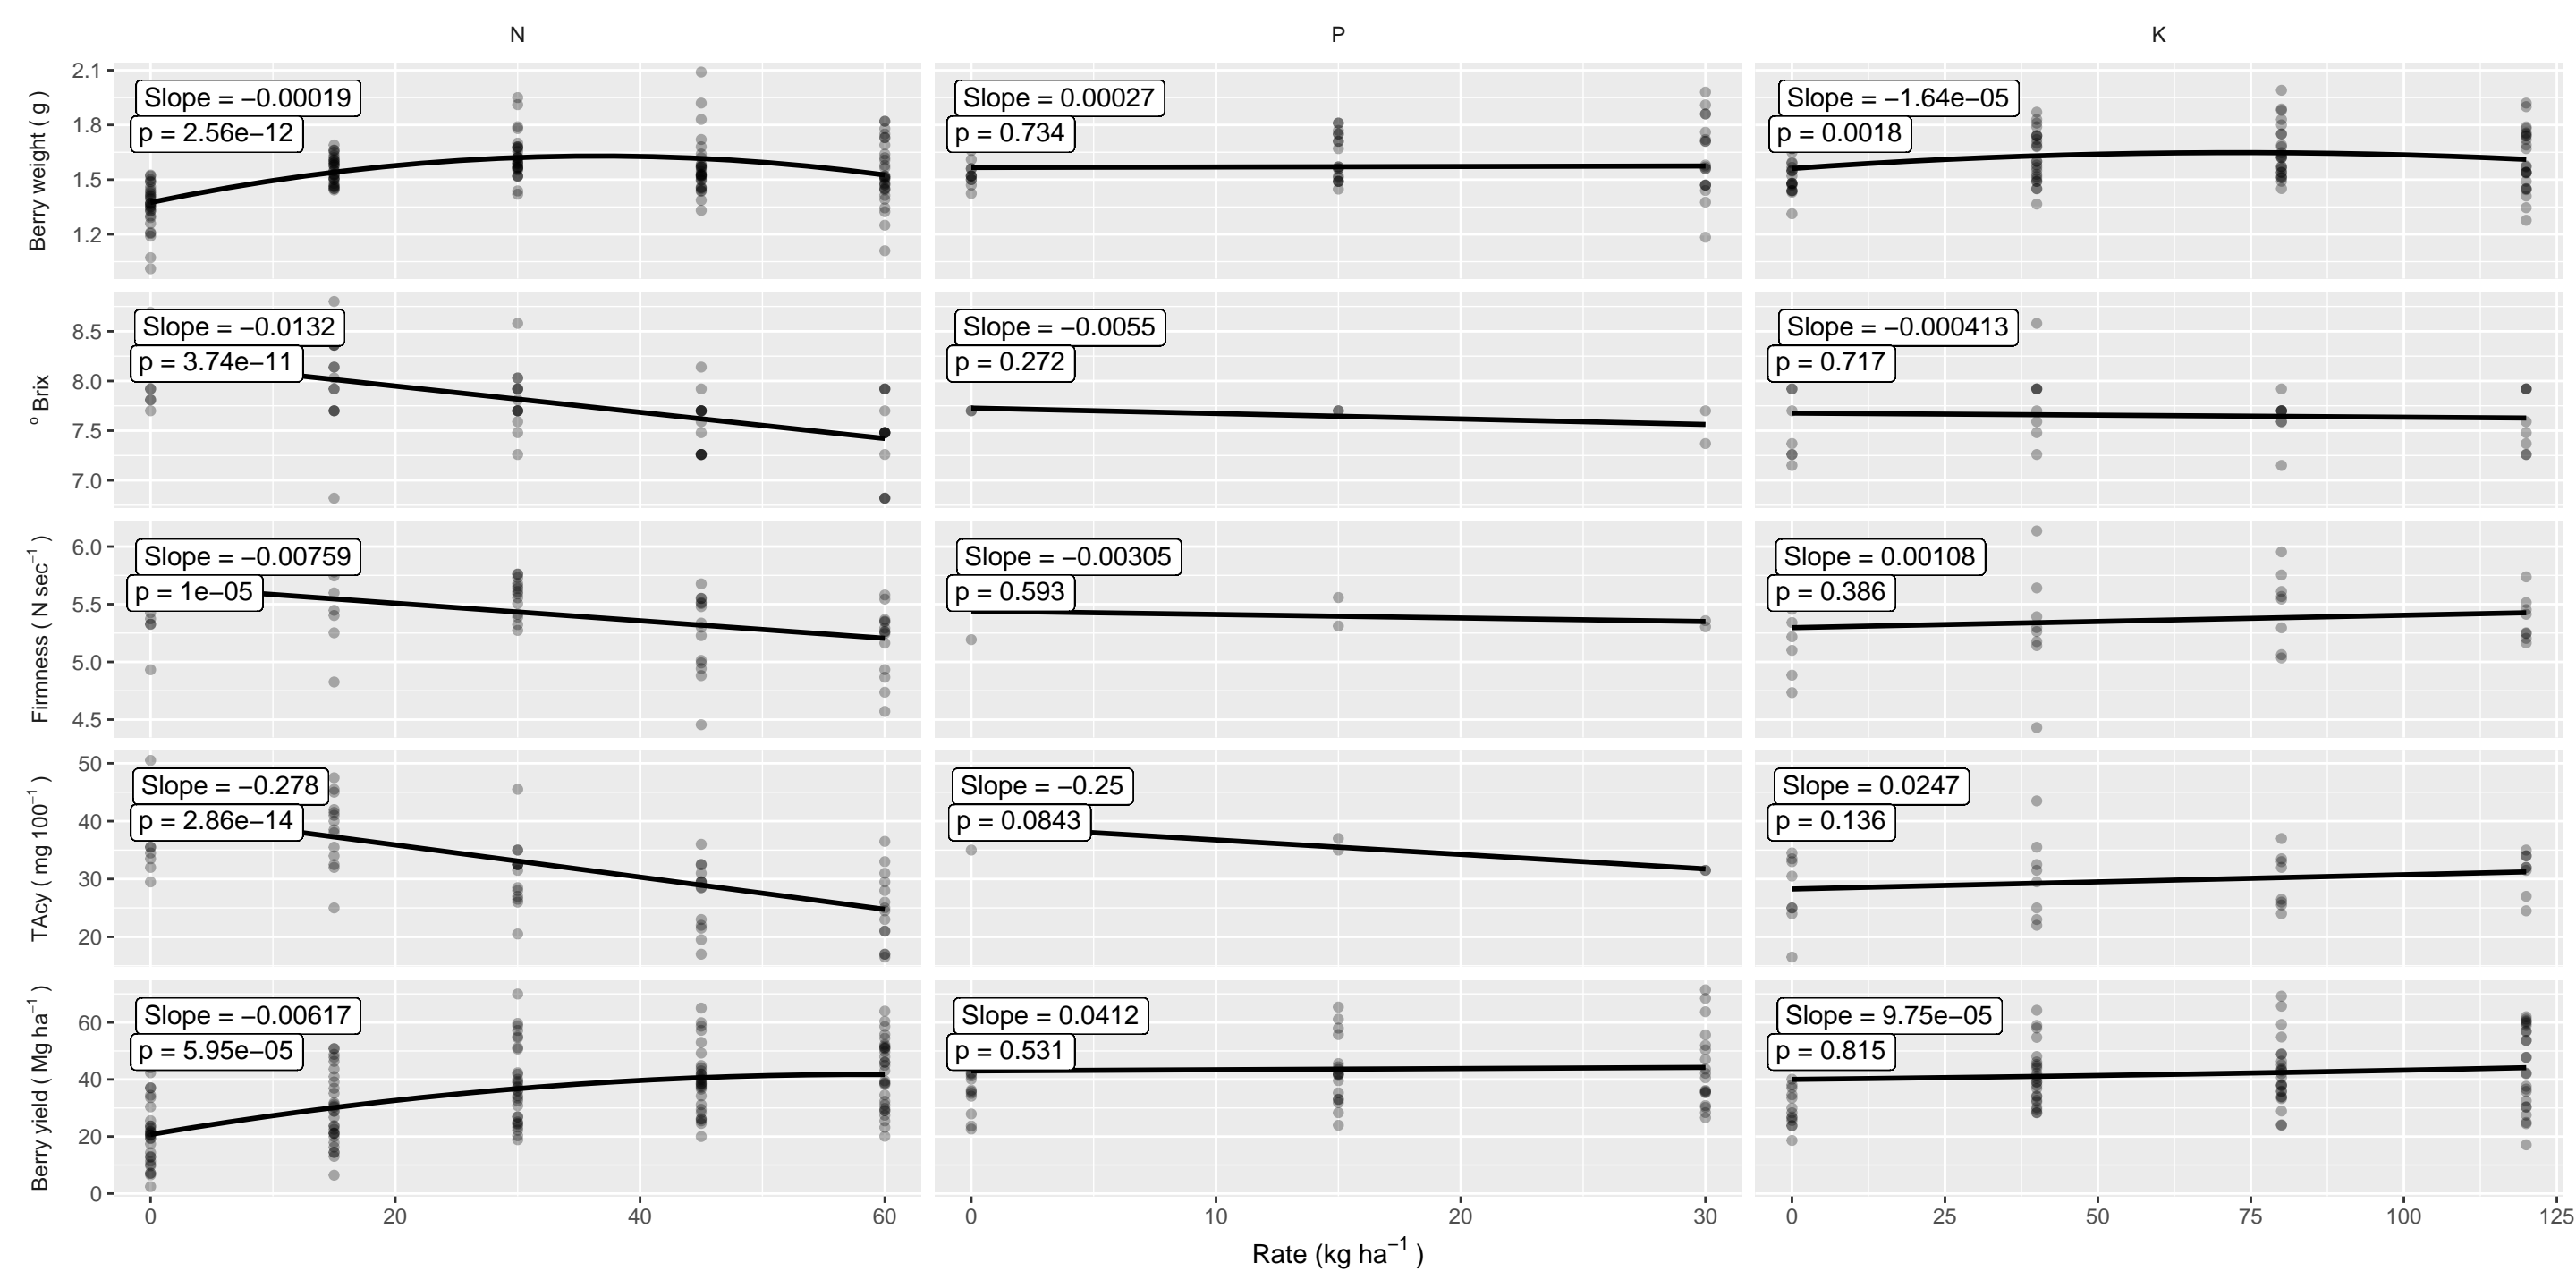 N P K
Berry weight ( g )
2.1
1.8
1.5
1.2
Slope = −0.00019
p = 2.56e−12
Slope = 0.00027
p = 0.734
Slope = −1.64e−05
p = 0.0018
º Brix
8.5
8.0
7.5
7.0
Slope = −0.0132
p = 3.74e−11
Slope = −0.0055
p = 0.272
Slope = −0.000413
p = 0.717
Firmness ( N sec⁻¹ )
6.0
5.5
5.0
4.5
Slope = −0.00759
p = 1e−05
Slope = −0.00305
p = 0.593
Slope = 0.00108
p = 0.386
TAcy ( mg 100⁻¹ )
50
40
30
20
Slope = −0.278
p = 2.86e−14
Slope = −0.25
p = 0.0843
Slope = 0.0247
p = 0.136
Berry yield ( Mg ha⁻¹ )
60
40
20
0
Slope = −0.00617
p = 5.95e−05
Slope = 0.0412
p = 0.531
Slope = 9.75e−05
p = 0.815
0 20 40 60 0 10 20 30 0 25 50 75 100 125
Rate (kg ha⁻¹ )